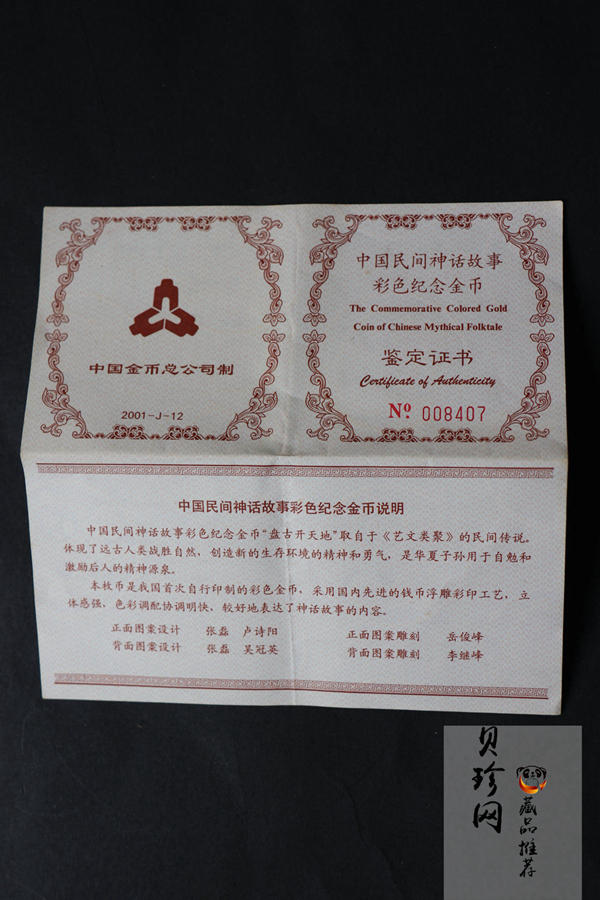 中国金币总公司制
2001-J-12
中国民间神话故事
彩色纪念金币
The Commemorative Colored Gold
Coin of Chinese Mythical Folktale
鉴定证书
Certificate of Authenticity
Nº 008407
中国民间神话故事彩色纪念金币说明
中国民间神话故事彩色纪念金币“盘古开天地”取自于《艺文类聚》的民间传说。
体现了远古人类战胜自然，创造新的生存环境的精神和勇气，是华夏子孙用于自勉和
激励后人的精神源泉。
本枚币是我国首次自行印制的彩色金币，采用国内先进的钱币浮雕彩印工艺，立
体感强，色彩调配协调明快，较好地表达了神话故事的内容。
正面图案设计 张磊 卢诗阳 正面图案雕刻 岳俊峰
背面图案设计 张磊 吴冠英 背面图案雕刻 李继峰
贝珍网
藏品推荐